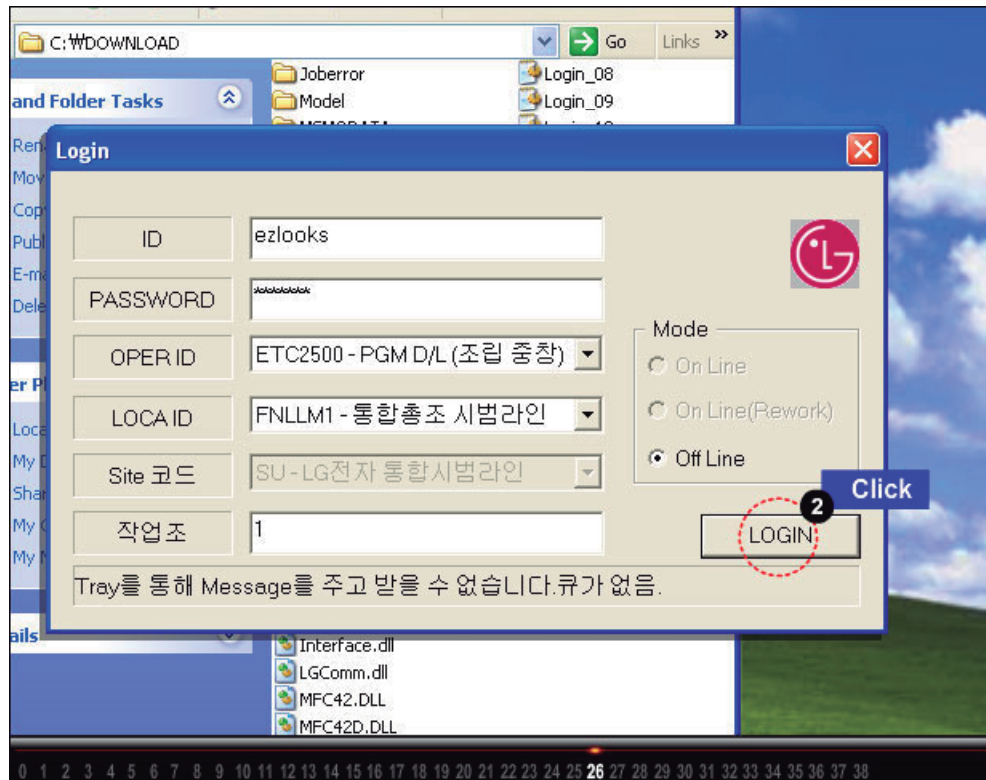 C:₩DOWNLOAD
Go
Links
Joberror
Login_08
and Folder Tasks
Model
Login_09
Login
ID
ezlooks
PASSWORD
*********
OPER ID
ETC2500 - PGM D/L (조립 중창)
LOCA ID
FNLLM1 - 통합총조 시범라인
Site 코드
SU - LG전자 통합시범라인
작업조
1
Mode
On Line
On Line(Rework)
Off Line
2
Click
LOGIN
Tray를 통해 Message를 주고 받을 수 없습니다.큐가 없음.
ails
Interface.dll
LGComm.dll
MFC42.DLL
MFC42D.DLL
0 1 2 3 4 5 6 7 8 9 10 11 12 13 14 15 16 17 18 19 20 21 22 23 24 25 26 27 28 29 30 31 32 33 34 35 36 37 38